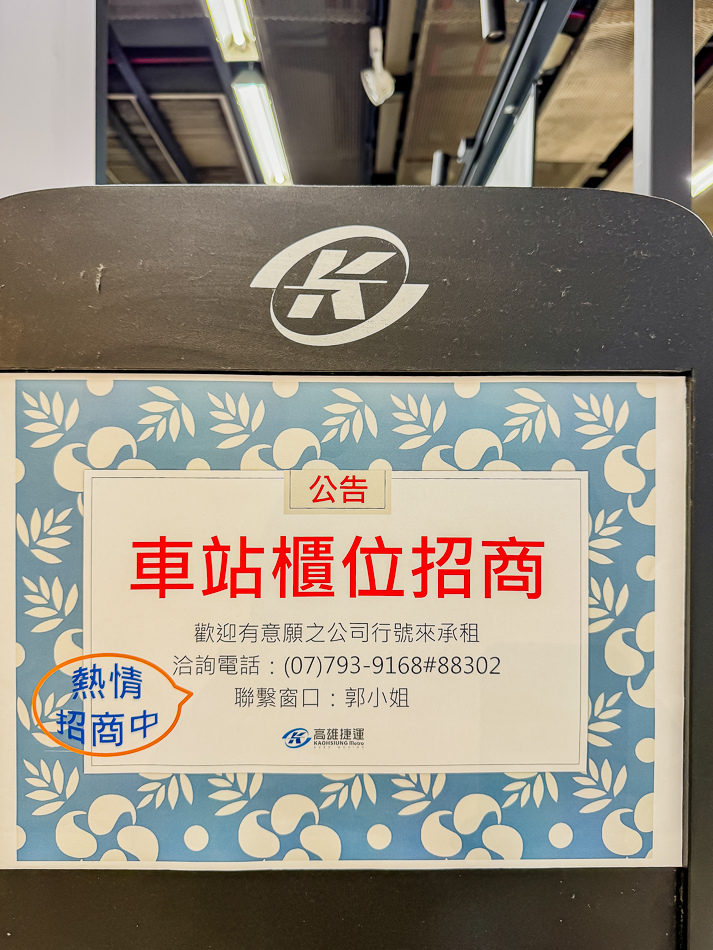 K
公告
車站櫃位招商
歡迎有意願之公司行號來承租
洽詢電話：(07)793-9168#88302
聯繫窗口：郭小姐
熱情
招商中
K 高雄捷運
KAOHSIUNG Metro